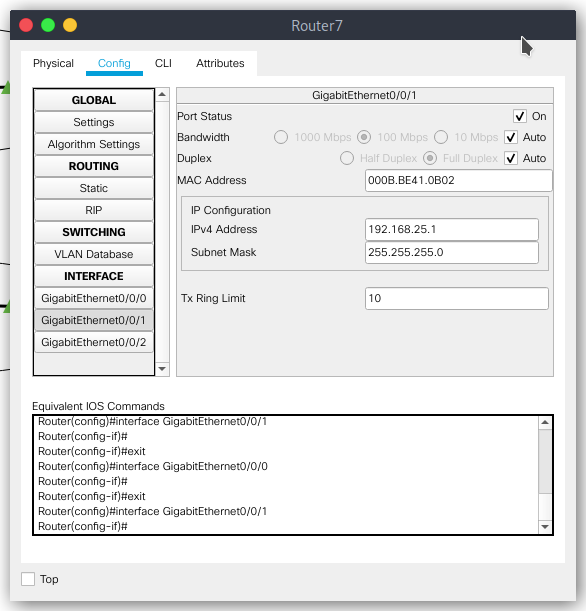 Router7
Physical Config CLI Attributes
GLOBAL
Settings
Algorithm Settings
ROUTING
Static
RIP
SWITCHING
VLAN Database
INTERFACE
GigabitEthernet0/0/0
GigabitEthernet0/0/1
GigabitEthernet0/0/2
GigabitEthernet0/0/1
Port Status On
Bandwidth 1000 Mbps 100 Mbps 10 Mbps Auto
Duplex Half Duplex Full Duplex Auto
MAC Address 000B.BE41.0B02
IP Configuration
IPv4 Address 192.168.25.1
Subnet Mask 255.255.255.0
Tx Ring Limit 10
Equivalent IOS Commands
Router(config)#interface GigabitEthernet0/0/1
Router(config-if)#
Router(config-if)#exit
Router(config)#interface GigabitEthernet0/0/0
Router(config-if)#
Router(config-if)#exit
Router(config)#interface GigabitEthernet0/0/1
Router(config-if)#
Top